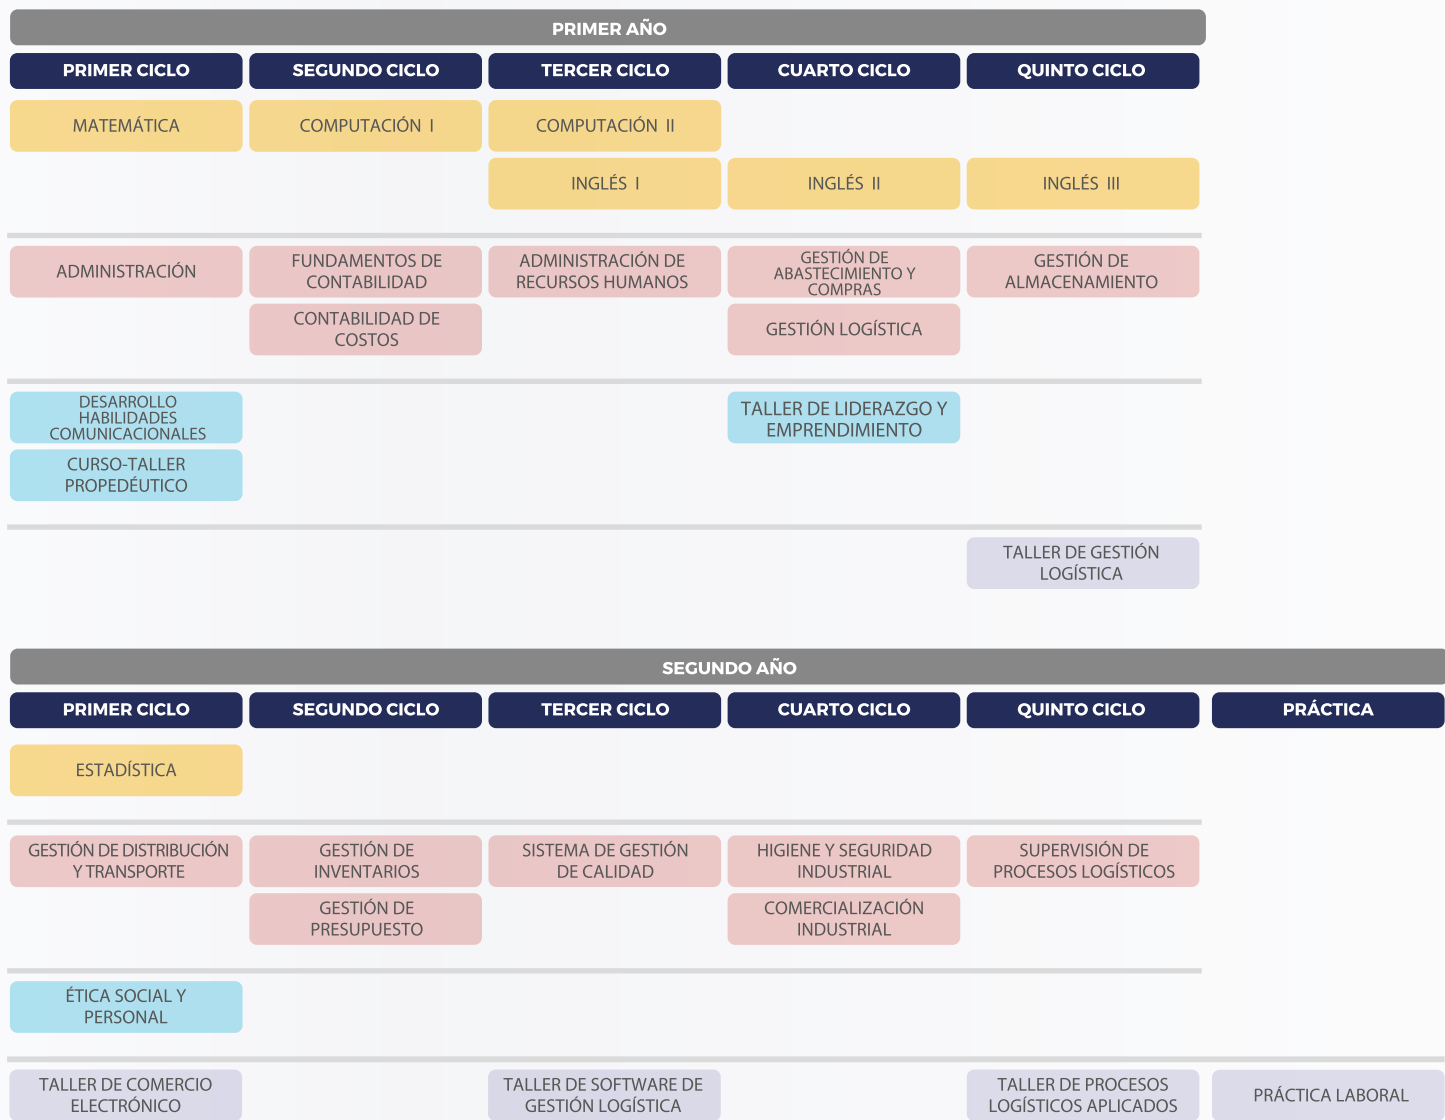 PRIMER AÑO
PRIMER CICLO
SEGUNDO CICLO
TERCER CICLO
CUARTO CICLO
QUINTO CICLO
MATEMÁTICA
COMPUTACIÓN I
COMPUTACIÓN II
INGLÉS I
INGLÉS II
INGLÉS III
ADMINISTRACIÓN
FUNDAMENTOS DE
CONTABILIDAD
ADMINISTRACIÓN DE
RECURSOS HUMANOS
GESTIÓN DE
ABASTECIMIENTO Y
COMPRAS
GESTIÓN DE
ALMACENAMIENTO
CONTABILIDAD DE
COSTOS
GESTIÓN LOGÍSTICA
DESARROLLO
HABILIDADES
COMUNICACIONALES
TALLER DE LIDERAZGO Y
EMPRENDIMIENTO
CURSO-TALLER
PROPEDÉUTICO
TALLER DE GESTIÓN
LOGÍSTICA
SEGUNDO AÑO
PRIMER CICLO
SEGUNDO CICLO
TERCER CICLO
CUARTO CICLO
QUINTO CICLO
PRÁCTICA
ESTADÍSTICA
GESTIÓN DE DISTRIBUCIÓN
Y TRANSPORTE
GESTIÓN DE
INVENTARIOS
SISTEMA DE GESTIÓN
DE CALIDAD
HIGIENE Y SEGURIDAD
INDUSTRIAL
SUPERVISIÓN DE
PROCESOS LOGÍSTICOS
GESTIÓN DE
PRESUPUESTO
COMERCIALIZACIÓN
INDUSTRIAL
ÉTICA SOCIAL Y
PERSONAL
TALLER DE COMERCIO
ELECTRÓNICO
TALLER DE SOFTWARE DE
GESTIÓN LOGÍSTICA
TALLER DE PROCESOS
LOGÍSTICOS APLICADOS
PRÁCTICA LABORAL